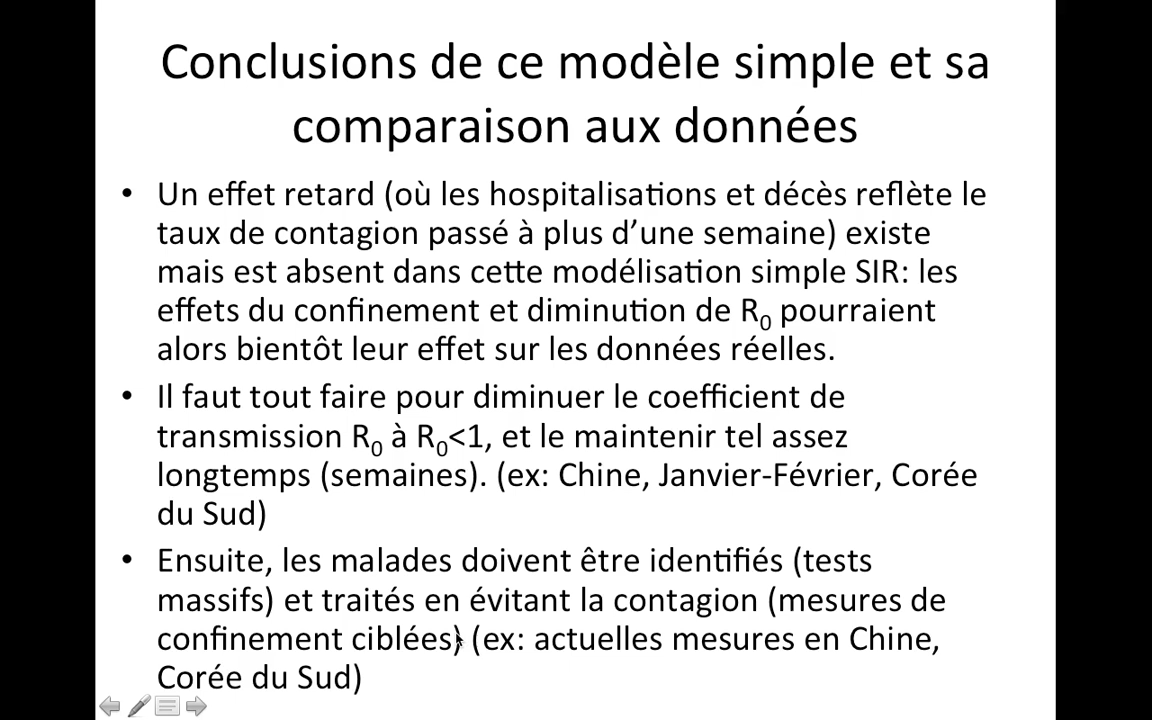 Conclusions de ce modèle simple et sa
comparaison aux données
• Un effet retard (où les hospitalisations et décès reflète le
taux de contagion passé à plus d’une semaine) existe
mais est absent dans cette modélisation simple SIR: les
effets du confinement et diminution de R₀ pourraient
alors bientôt leur effet sur les données réelles.
• Il faut tout faire pour diminuer le coefficient de
transmission R₀ à R₀<1, et le maintenir tel assez
longtemps (semaines). (ex: Chine, Janvier-Février, Corée
du Sud)
• Ensuite, les malades doivent être identifiés (tests
massifs) et traités en évitant la contagion (mesures de
confinement ciblées) (ex: actuelles mesures en Chine,
Corée du Sud)